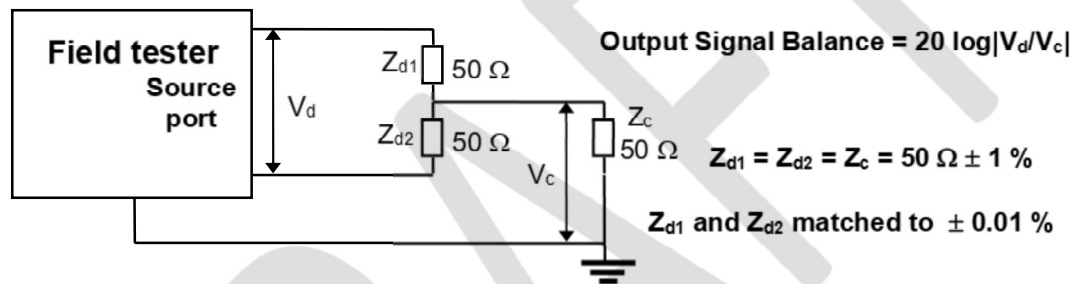 Field tester
Source
port
Vd
Zd1
50 Ω
Zd2
50 Ω
Vc
Zc
50 Ω
Output Signal Balance = 20 log|Vd/Vc|
Zd1 = Zd2 = Zc = 50 Ω ± 1 %
Zd1 and Zd2 matched to ± 0.01 %